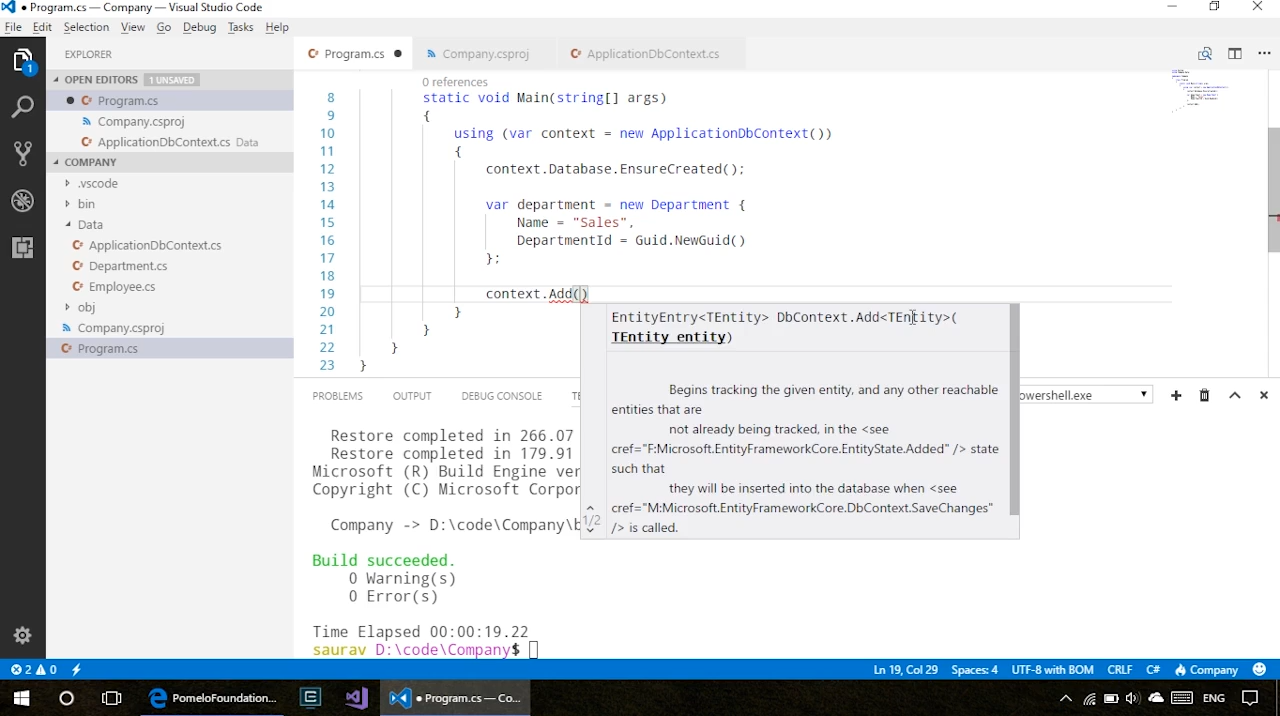 ● Program.cs — Company — Visual Studio Code
File Edit Selection View Go Debug Tasks Help
EXPLORER
OPEN EDITORS 1 UNSAVED
● Program.cs
Company.csproj
ApplicationDbContext.cs Data
COMPANY
.vscode
bin
Data
ApplicationDbContext.cs
Department.cs
Employee.cs
obj
Company.csproj
Program.cs
1
Program.cs ● Company.csproj ApplicationDbContext.cs
0 references
8 static void Main(string[] args)
9 {
10 using (var context = new ApplicationDbContext())
11 {
12 context.Database.EnsureCreated();
13
14 var department = new Department {
15 Name = "Sales",
16 DepartmentId = Guid.NewGuid()
17 };
18
19 context.Add()
20 }
21 }
22 }
23 }
EntityEntry<TEntity> DbContext.Add<TEntity>(
TEntity entity)
Begins tracking the given entity, and any other reachable
entities that are
not already being tracked, in the <see
cref="F:Microsoft.EntityFrameworkCore.EntityState.Added" /> state
such that
they will be inserted into the database when <see
cref="M:Microsoft.EntityFrameworkCore.DbContext.SaveChanges"
/> is called.
1/2
PROBLEMS OUTPUT DEBUG CONSOLE
owershell.exe
Restore completed in 266.07
Restore completed in 179.91
Microsoft (R) Build Engine ver
Copyright (C) Microsoft Corpor
Company -> D:\code\Company\b
Build succeeded.
0 Warning(s)
0 Error(s)
Time Elapsed 00:00:19.22
saurav D:\code\Company$
2 0 Ln 19, Col 29 Spaces: 4 UTF-8 with BOM CRLF C# Company
PomeloFoundation... ● Program.cs — Co... ENG